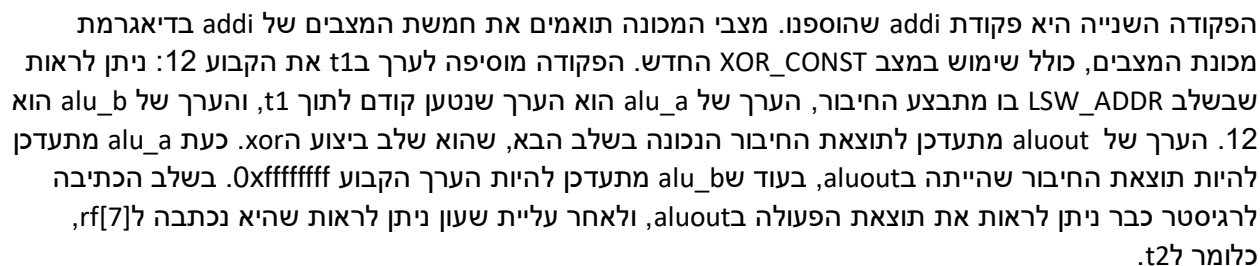 הפקודה השנייה היא פקודת addi שהוספנו. מצבי המכונה תואמים את חמשת המצבים של addi בדיאגרמת
מכונת המצבים, כולל שימוש במצב XOR_CONST החדש. הפקודה מוסיפה לערך בt1 את הקבוע 12: ניתן לראות
שבשלב LSW_ADDR בו מתבצע החיבור, הערך של alu_a הוא הערך שנטען קודם לתוך t1, והערך של alu_b הוא
12. הערך של aluout מתעדכן לתוצאת החיבור הנכונה בשלב הבא, שהוא שלב ביצוע הxor. כעת alu_a מתעדכן
להיות תוצאת החיבור שהייתה בaluout, בעוד שalu_b מתעדכן להיות הערך הקבוע 0xffffffff. בשלב הכתיבה
לרגיסטר כבר ניתן לראות את תוצאת הפעולה בaluout, ולאחר עליית שעון ניתן לראות שהיא נכתבה לrf[7],
כלומר לt2.